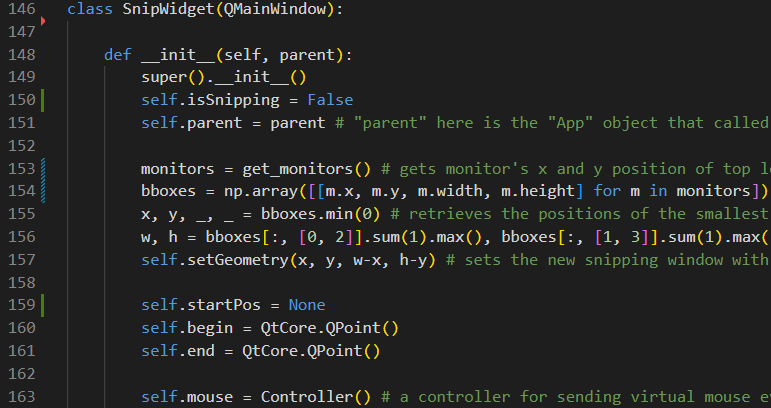 146 class SnipWidget(QMainWindow):
147
148 def __init__(self, parent):
149 super().__init__()
150 self.isSnipping = False
151 self.parent = parent # "parent" here is the "App" object that called
152
153 monitors = get_monitors() # gets monitor's x and y position of top
154 bboxes = np.array([[m.x, m.y, m.width, m.height] for m in monitors])
155 x, y, _, _ = bboxes.min(0) # retrieves the positions of the smallest
156 w, h = bboxes[:, [0, 2]].sum(1).max(), bboxes[:, [1, 3]].sum(1).max(
157 self.setGeometry(x, y, w-x, h-y) # sets the new snipping window with
158
159 self.startPos = None
160 self.begin = QtCore.QPoint()
161 self.end = QtCore.QPoint()
162
163 self.mouse = Controller() # a controller for sending virtual mouse